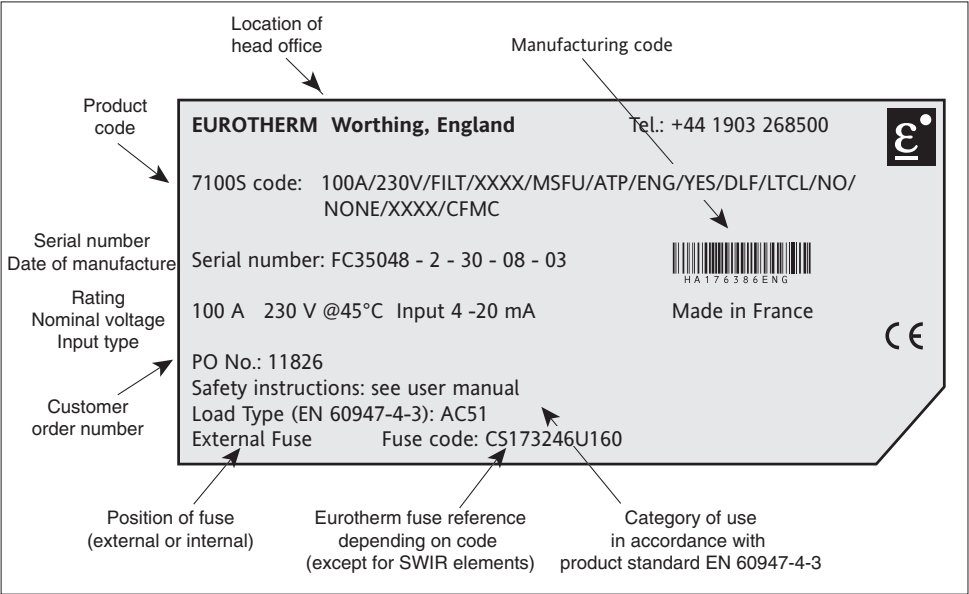 Location of
head office
Manufacturing code
Product
code
EUROTHERM Worthing, England
Tel.: +44 1903 268500
ε
7100S code: 100A/230V/FILT/XXXX/MSFU/ATP/ENG/YES/DLF/LTCL/NO/
NONE/XXXX/CFMC
Serial number
Date of manufacture
Serial number: FC35048 - 2 - 30 - 08 - 03
HA176386ENG
Rating
Nominal voltage
Input type
100 A 230 V @45°C Input 4 -20 mA
Made in France
CE
PO No.: 11826
Safety instructions: see user manual
Customer
order number
Load Type (EN 60947-4-3): AC51
External Fuse Fuse code: CS173246U160
Position of fuse
(external or internal)
Eurotherm fuse reference
depending on code
(except for SWIR elements)
Category of use
in accordance with
product standard EN 60947-4-3